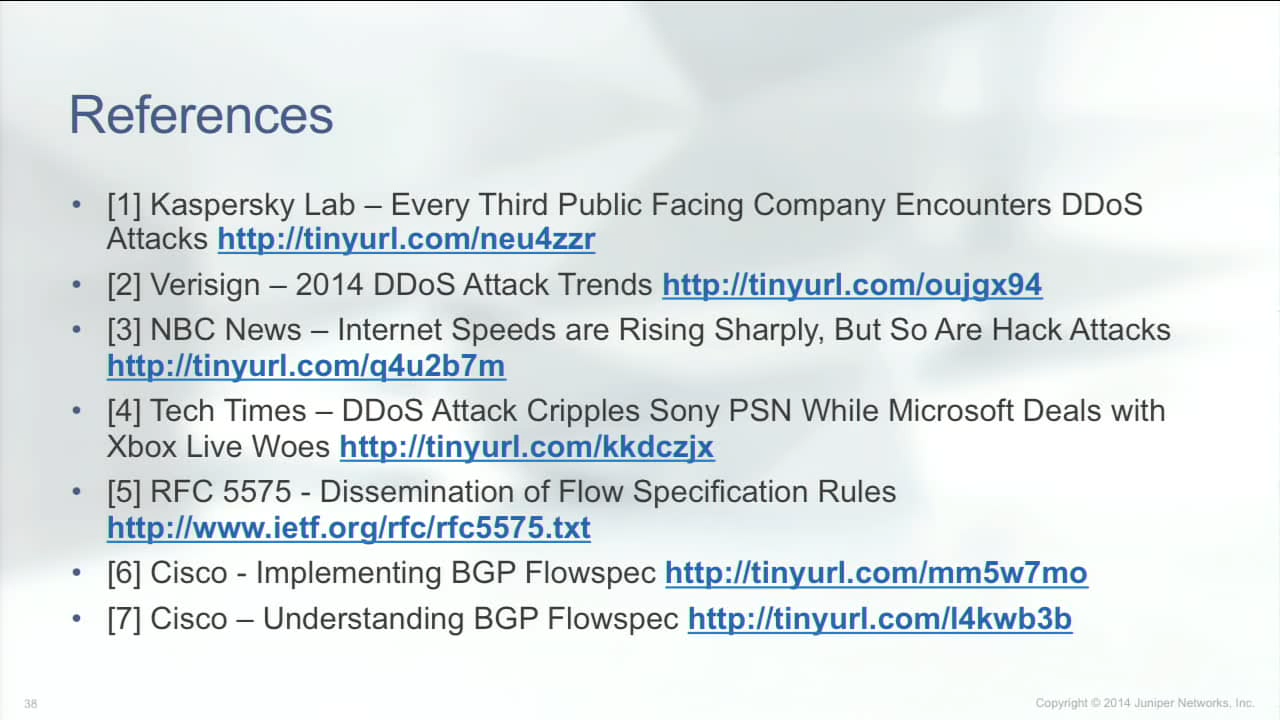 References
• [1] Kaspersky Lab – Every Third Public Facing Company Encounters DDoS
Attacks http://tinyurl.com/neu4zzr
• [2] Verisign – 2014 DDoS Attack Trends http://tinyurl.com/oujgx94
• [3] NBC News – Internet Speeds are Rising Sharply, But So Are Hack Attacks
http://tinyurl.com/q4u2b7m
• [4] Tech Times – DDoS Attack Cripples Sony PSN While Microsoft Deals with
Xbox Live Woes http://tinyurl.com/kkdczjx
• [5] RFC 5575 - Dissemination of Flow Specification Rules
http://www.ietf.org/rfc/rfc5575.txt
• [6] Cisco - Implementing BGP Flowspec http://tinyurl.com/mm5w7mo
• [7] Cisco – Understanding BGP Flowspec http://tinyurl.com/l4kwb3b
38
Copyright © 2014 Juniper Networks, Inc.